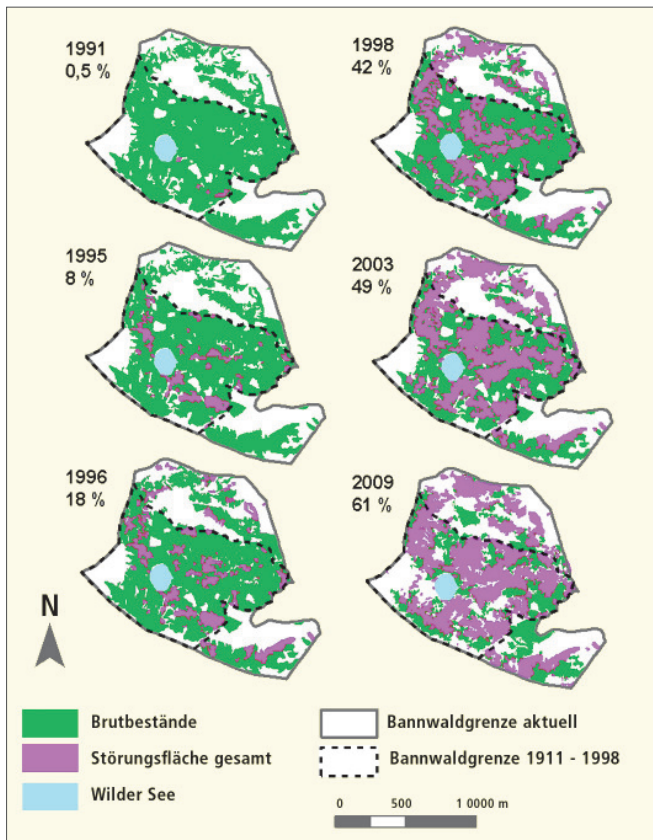 1991
0,5 %
1998
42 %
1995
8 %
2003
49 %
1996
18 %
2009
61 %
N
Brutbestände
Bannwaldgrenze aktuell
Störungsfläche gesamt
Bannwaldgrenze 1911 - 1998
Wilder See
0 500 1 0000 m